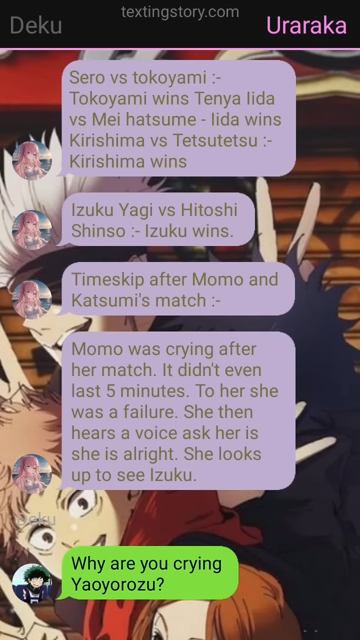 textingstory.com
Deku
Uraraka
Sero vs tokoyami :-
Tokoyami wins Tenya Iida
vs Mei hatsume - Iida wins
Kirishima vs Tetsutetsu :-
Kirishima wins
Izuku Yagi vs Hitoshi
Shinso :- Izuku wins.
Timeskip after Momo and
Katsumi's match :-
Momo was crying after
her match. It didn't even
last 5 minutes. To her she
was a failure. She then
hears a voice ask her is
she is alright. She looks
up to see Izuku.
Deku
Why are you crying
Yaoyorozu?